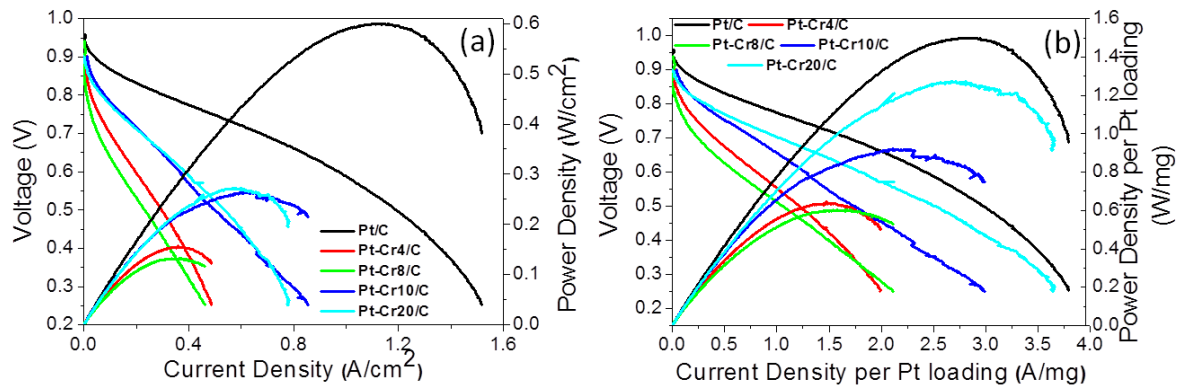 (a)
Voltage (V)
1.0
0.9
0.8
0.7
0.6
0.5
0.4
0.3
0.2
0.0 0.4 0.8 1.2 1.6
Current Density (A/cm²)
0.6
0.5
0.4
0.3
0.2
0.1
0.0
Power Density (W/cm²)
Pt/C
Pt-Cr4/C
Pt-Cr8/C
Pt-Cr10/C
Pt-Cr20/C
(b)
Pt/C Pt-Cr4/C
Pt-Cr8/C Pt-Cr10/C
Pt-Cr20/C
Voltage (V)
1.0
0.9
0.8
0.7
0.6
0.5
0.4
0.3
0.2
0.0 0.5 1.0 1.5 2.0 2.5 3.0 3.5 4.0
Current Density per Pt loading (A/mg)
1.6
1.4
1.2
1.0
0.8
0.6
0.4
0.2
0.0
Power Density per Pt loading
(W/mg)